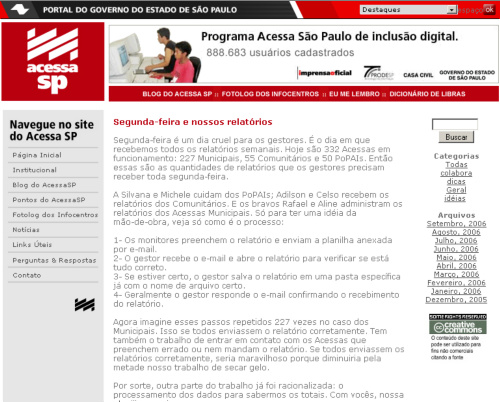 PORTAL DO GOVERNO DO ESTADO DE SÃO PAULO
Destaques
ok
acessa
sp
Programa Acessa São Paulo de inclusão digital.
888.683 usuários cadastrados
imprensaoficial
PRODESP
CASA CIVIL
GOVERNO DO ESTADO
DE SÃO PAULO
BLOG DO ACESSA SP :: FOTOLOG DOS INFOCENTROS :: EU ME LEMBRO :: DICIONÁRIO DE LIBRAS
Navegue no site
do Acessa SP
Página Inicial
Institucional
Blog do AcessaSP
Pontos do AcessaSP
Fotolog dos Infocentros
Notícias
Links Úteis
Perguntas & Respostas
Contato
Segunda-feira e nossos relatórios
Segunda-feira é um dia cruel para os gestores. É o dia em que
recebemos todos os relatórios semanais. Hoje são 332 Acessas em
funcionamento: 227 Municipais, 55 Comunitários e 50 PoPAIs. Então
essas são as quantidades de relatórios que os gestores precisam
receber toda segunda-feira.
A Silvana e Michele cuidam dos PoPAIs; Adilson e Celso recebem os
relatórios dos Comunitários. E os bravos Rafael e Aline administram os
relatórios dos Acessas Municipais. Só para ter uma idéia da
mão-de-obra, veja só como é o processo:
1- Os monitores preenchem o relatório e enviam a planilha anexada
por e-mail.
2- O gestor recebe o e-mail e abre o relatório para verificar se está
tudo correto.
3- Se estiver certo, o gestor salva o relatório em uma pasta específica
já com o nome de arquivo certo.
4- Geralmente o gestor responde o e-mail confirmando o recebimento
do relatório.
Agora imagine esses passos repetidos 227 vezes no caso dos
Municipais. Isso se todos enviassem o relatório corretamente. Tem
também o trabalho de entrar em contato com os Acessas que
preenchem errado ou nem mandam o relatório. Se todos enviassem os
relatórios corretamente, seria maravilhoso porque diminuiria pela
metade nosso trabalho de secar gelo.
Por sorte, outra parte do trabalho já foi racionalizada: o
processamento dos dados para sabermos os totais. Com vocês, nossa
Buscar
Categorias
Todas
colabora
dicas
Geral
idéias
Arquivos
Setembro, 2006
Agosto, 2006
Julho, 2006
Junho, 2006
Maio, 2006
Abril, 2006
Março, 2006
Fevereiro, 2006
Janeiro, 2006
Dezembro, 2005
SOME RIGHTS RESERVED
creative
commons
O conteúdo deste site
pode ser utilizado para
fins não comerciais
citando a fonte